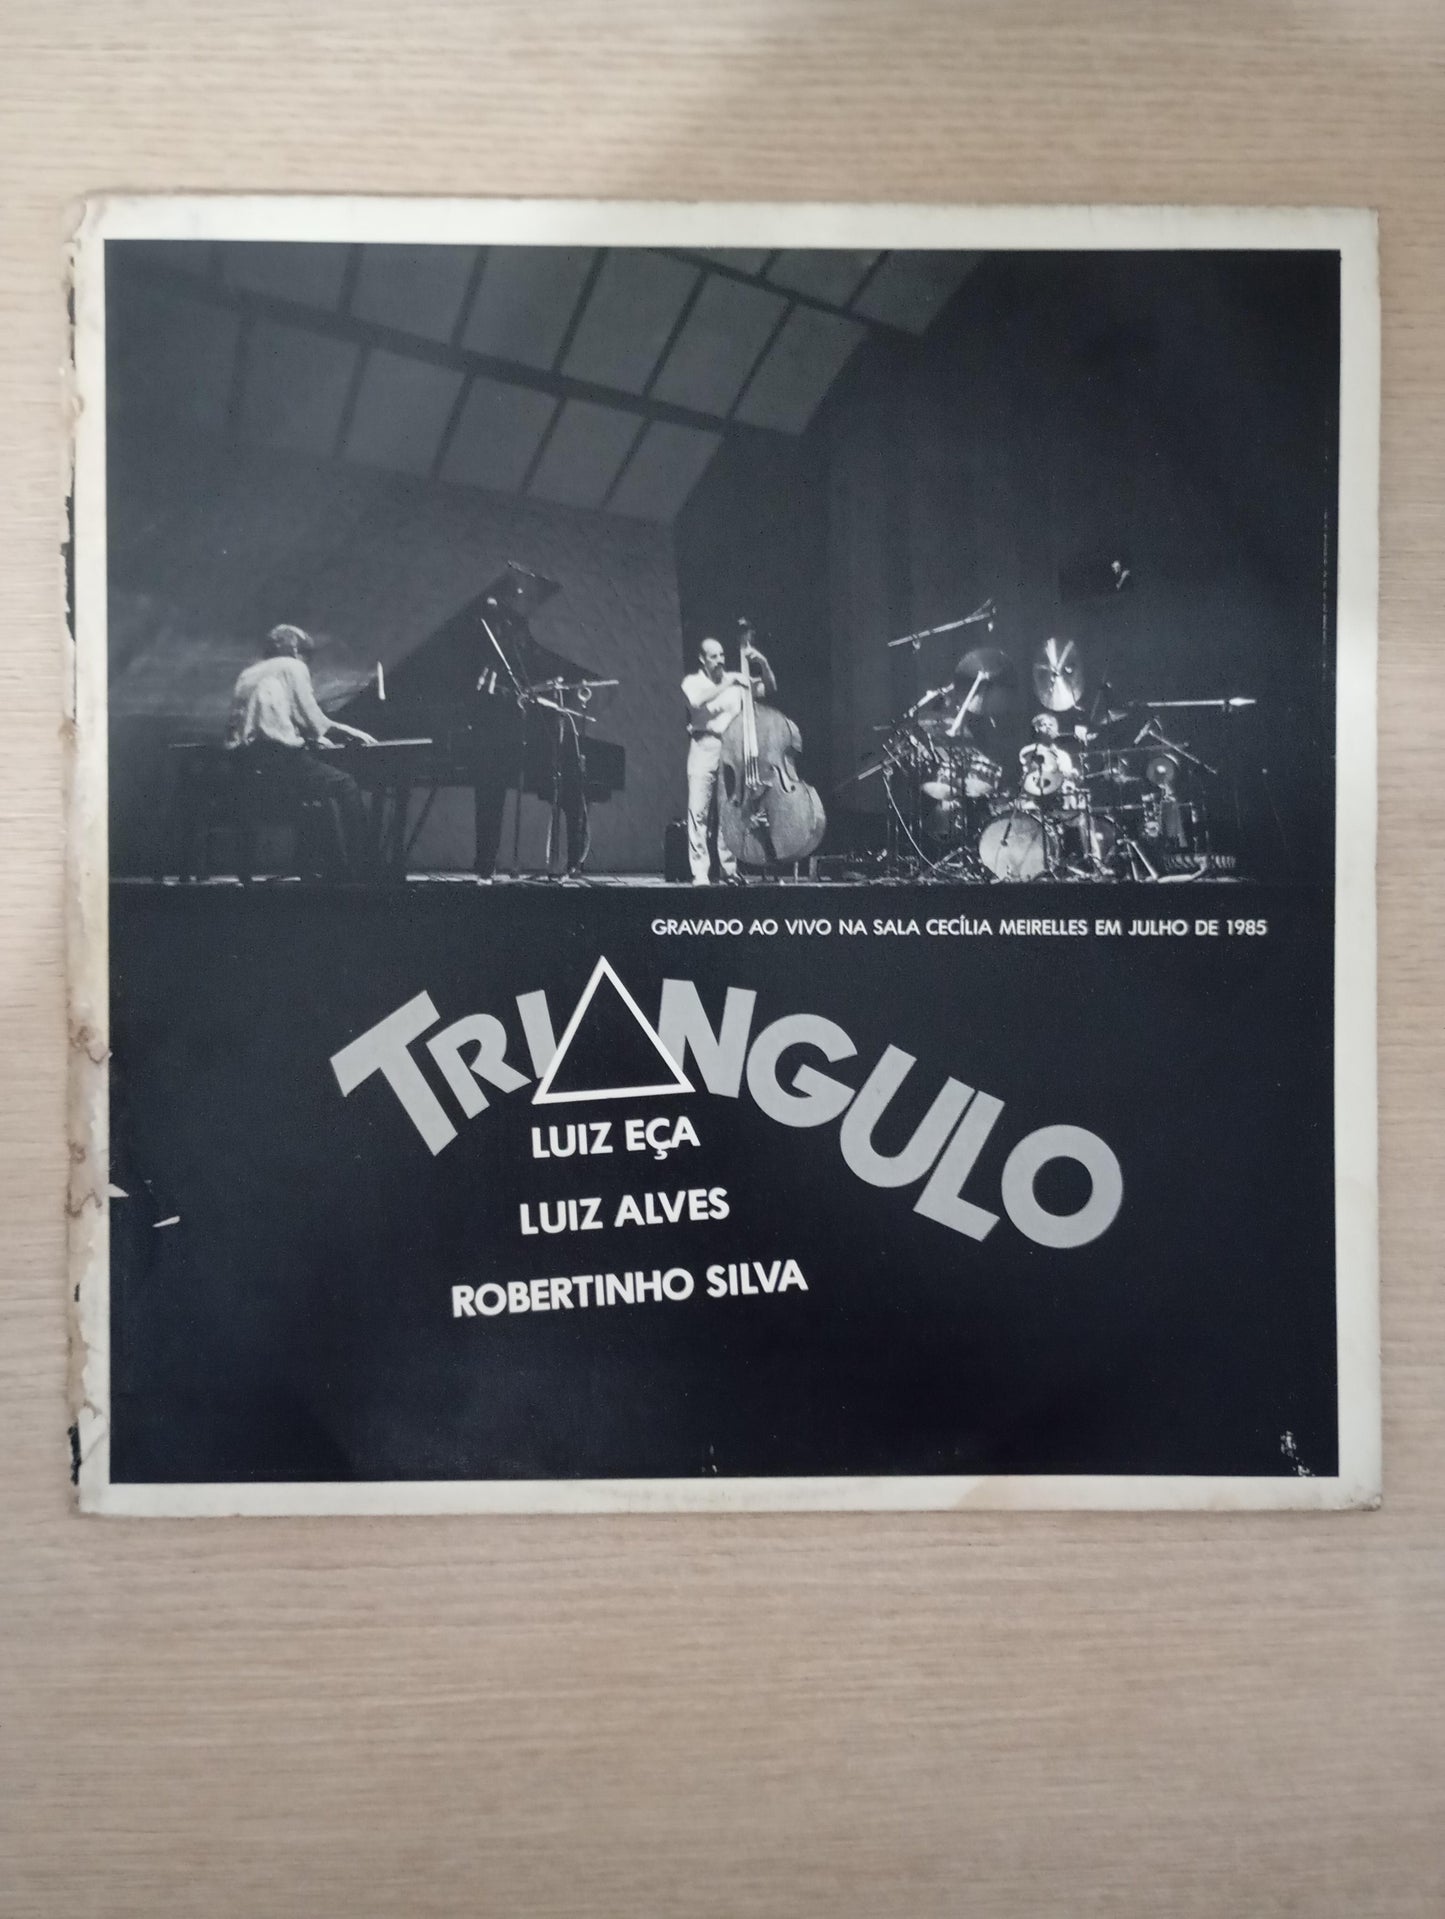 GRAVADO AO VIVO NA SALA CECÍLIA MEIRELLES EM JULHO DE 1985
TRIANGULO
LUIZ EÇA
LUIZ ALVES
ROBERTINHO SILVA